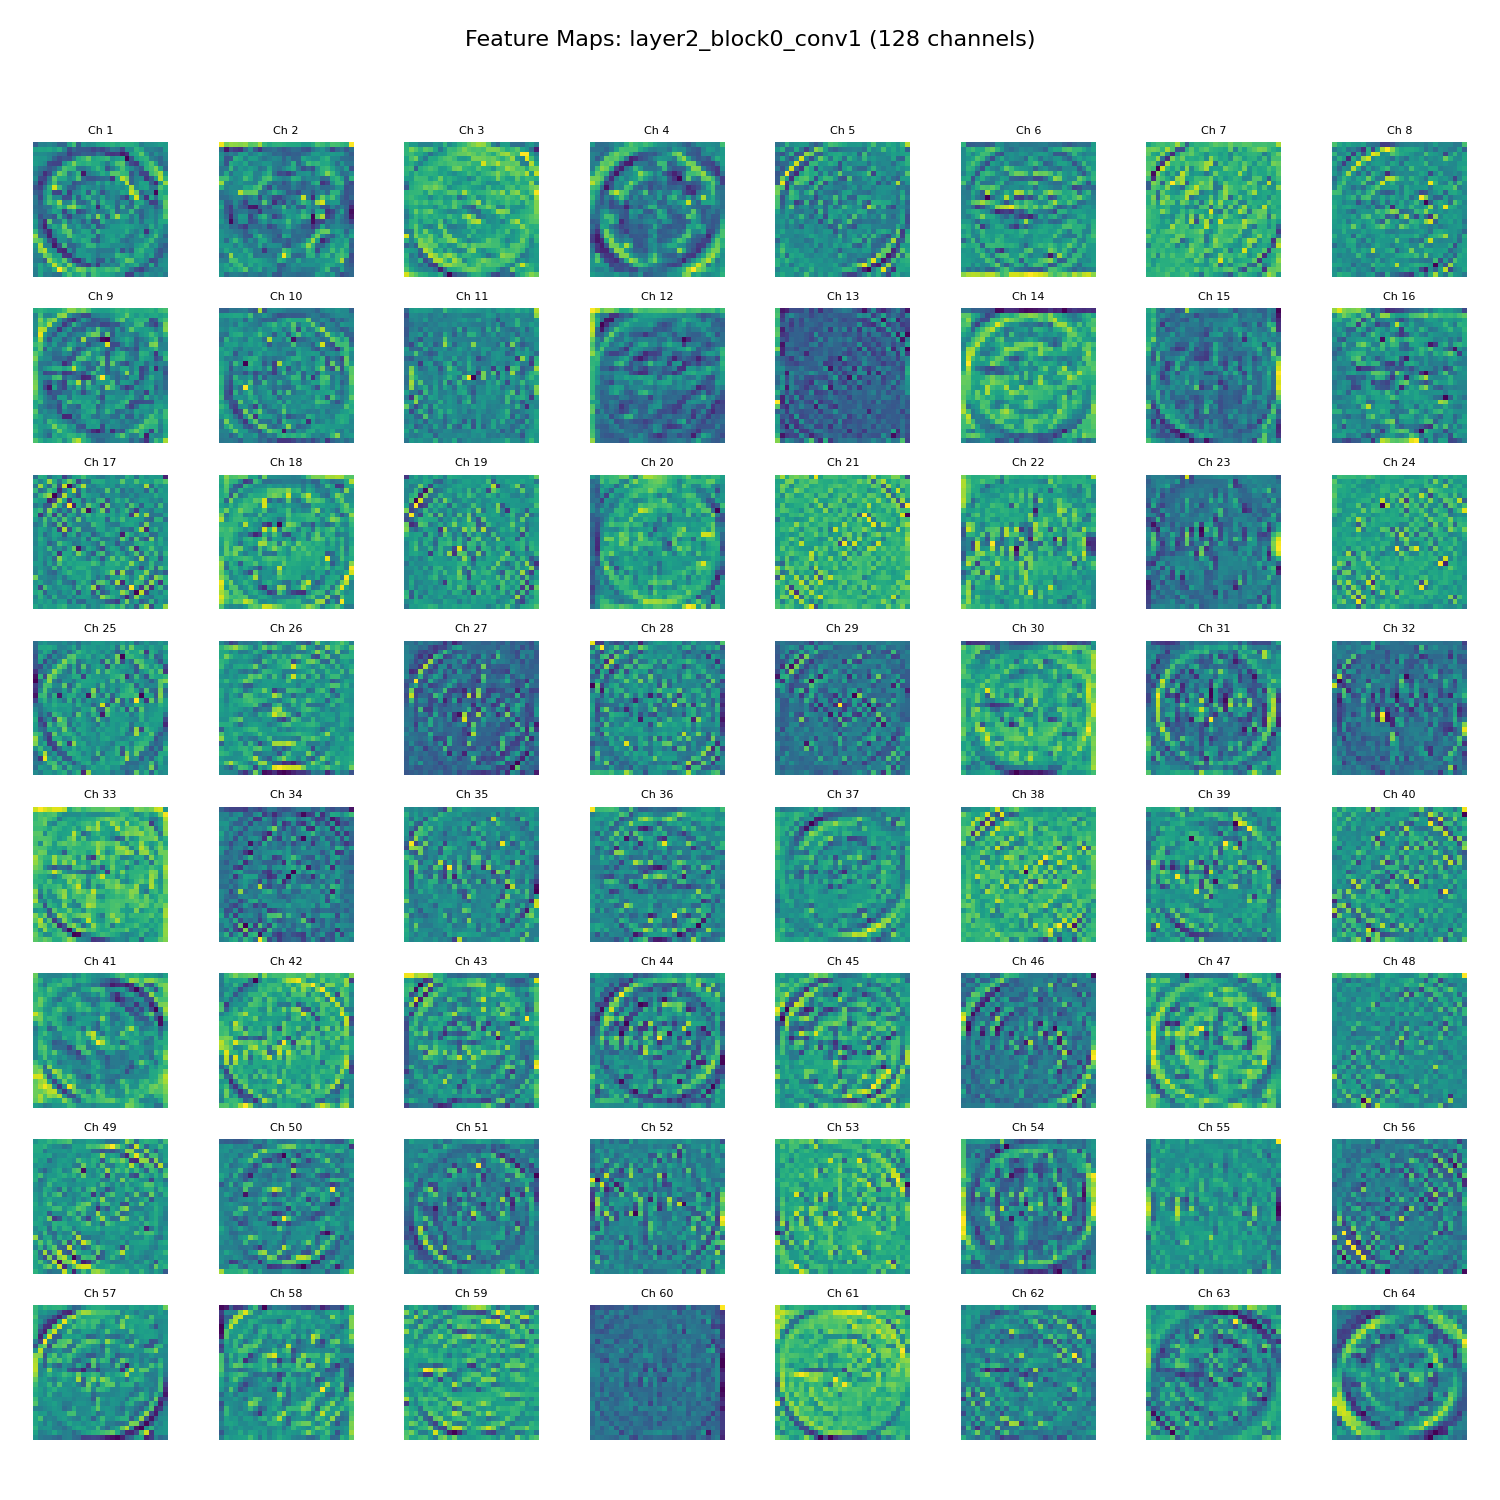 Feature Maps: layer2_block0_conv1 (128 channels)
Ch 1 Ch 2 Ch 3 Ch 4 Ch 5 Ch 6 Ch 7 Ch 8
Ch 9 Ch 10 Ch 11 Ch 12 Ch 13 Ch 14 Ch 15 Ch 16
Ch 17 Ch 18 Ch 19 Ch 20 Ch 21 Ch 22 Ch 23 Ch 24
Ch 25 Ch 26 Ch 27 Ch 28 Ch 29 Ch 30 Ch 31 Ch 32
Ch 33 Ch 34 Ch 35 Ch 36 Ch 37 Ch 38 Ch 39 Ch 40
Ch 41 Ch 42 Ch 43 Ch 44 Ch 45 Ch 46 Ch 47 Ch 48
Ch 49 Ch 50 Ch 51 Ch 52 Ch 53 Ch 54 Ch 55 Ch 56
Ch 57 Ch 58 Ch 59 Ch 60 Ch 61 Ch 62 Ch 63 Ch 64